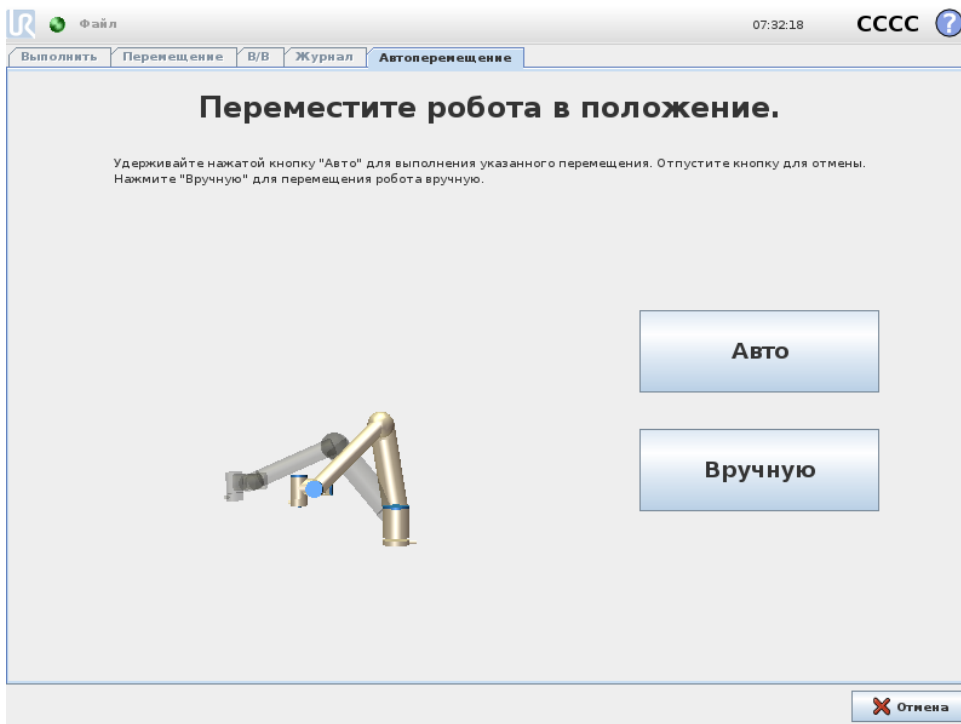 UR Файл 07:32:18 CCCC ?
Выполнить Перемещение В/В Журнал Автоперемещение
Переместите робота в положение.
Удерживайте нажатой кнопку "Авто" для выполнения указанного перемещения. Отпустите кнопку для отмены.
Нажмите "Вручную" для перемещения робота вручную.
Авто
Вручную
Отмена